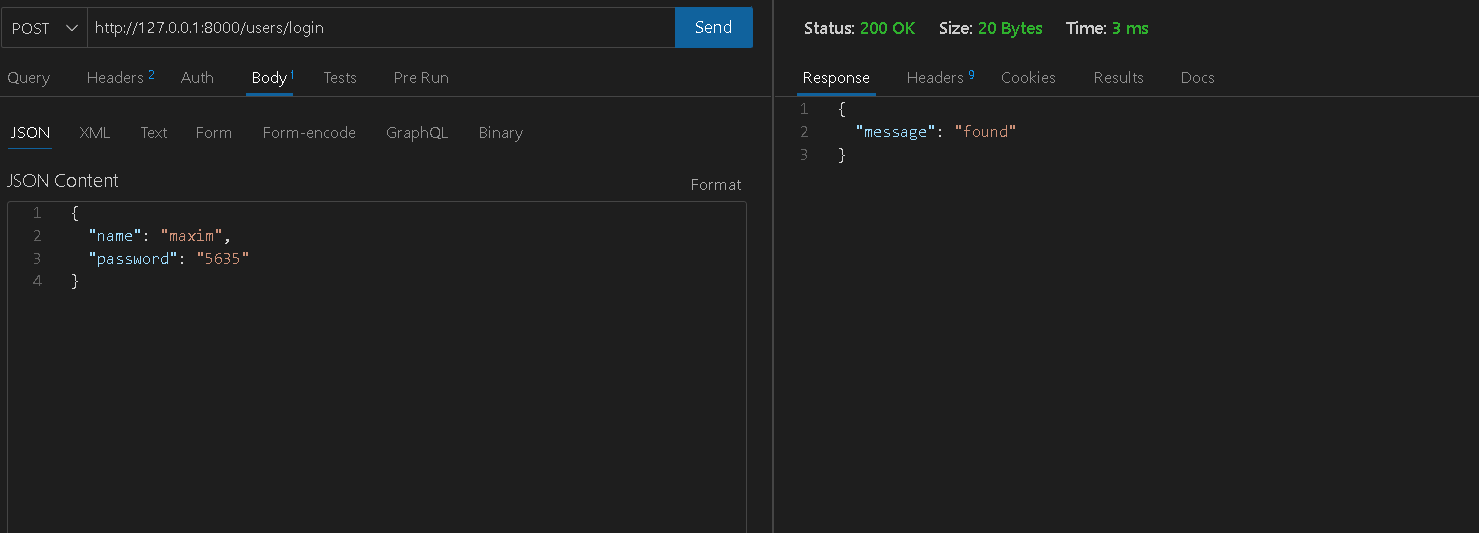 POST http://127.0.0.1:8000/users/login Send
Query Headers 2 Auth Body 1 Tests Pre Run
JSON XML Text Form Form-encode GraphQL Binary
JSON Content
Format
1 {
2 "name": "maxim",
3 "password": "5635"
4 }
Status: 200 OK Size: 20 Bytes Time: 3 ms
Response Headers 9 Cookies Results Docs
1 {
2 "message": "found"
3 }